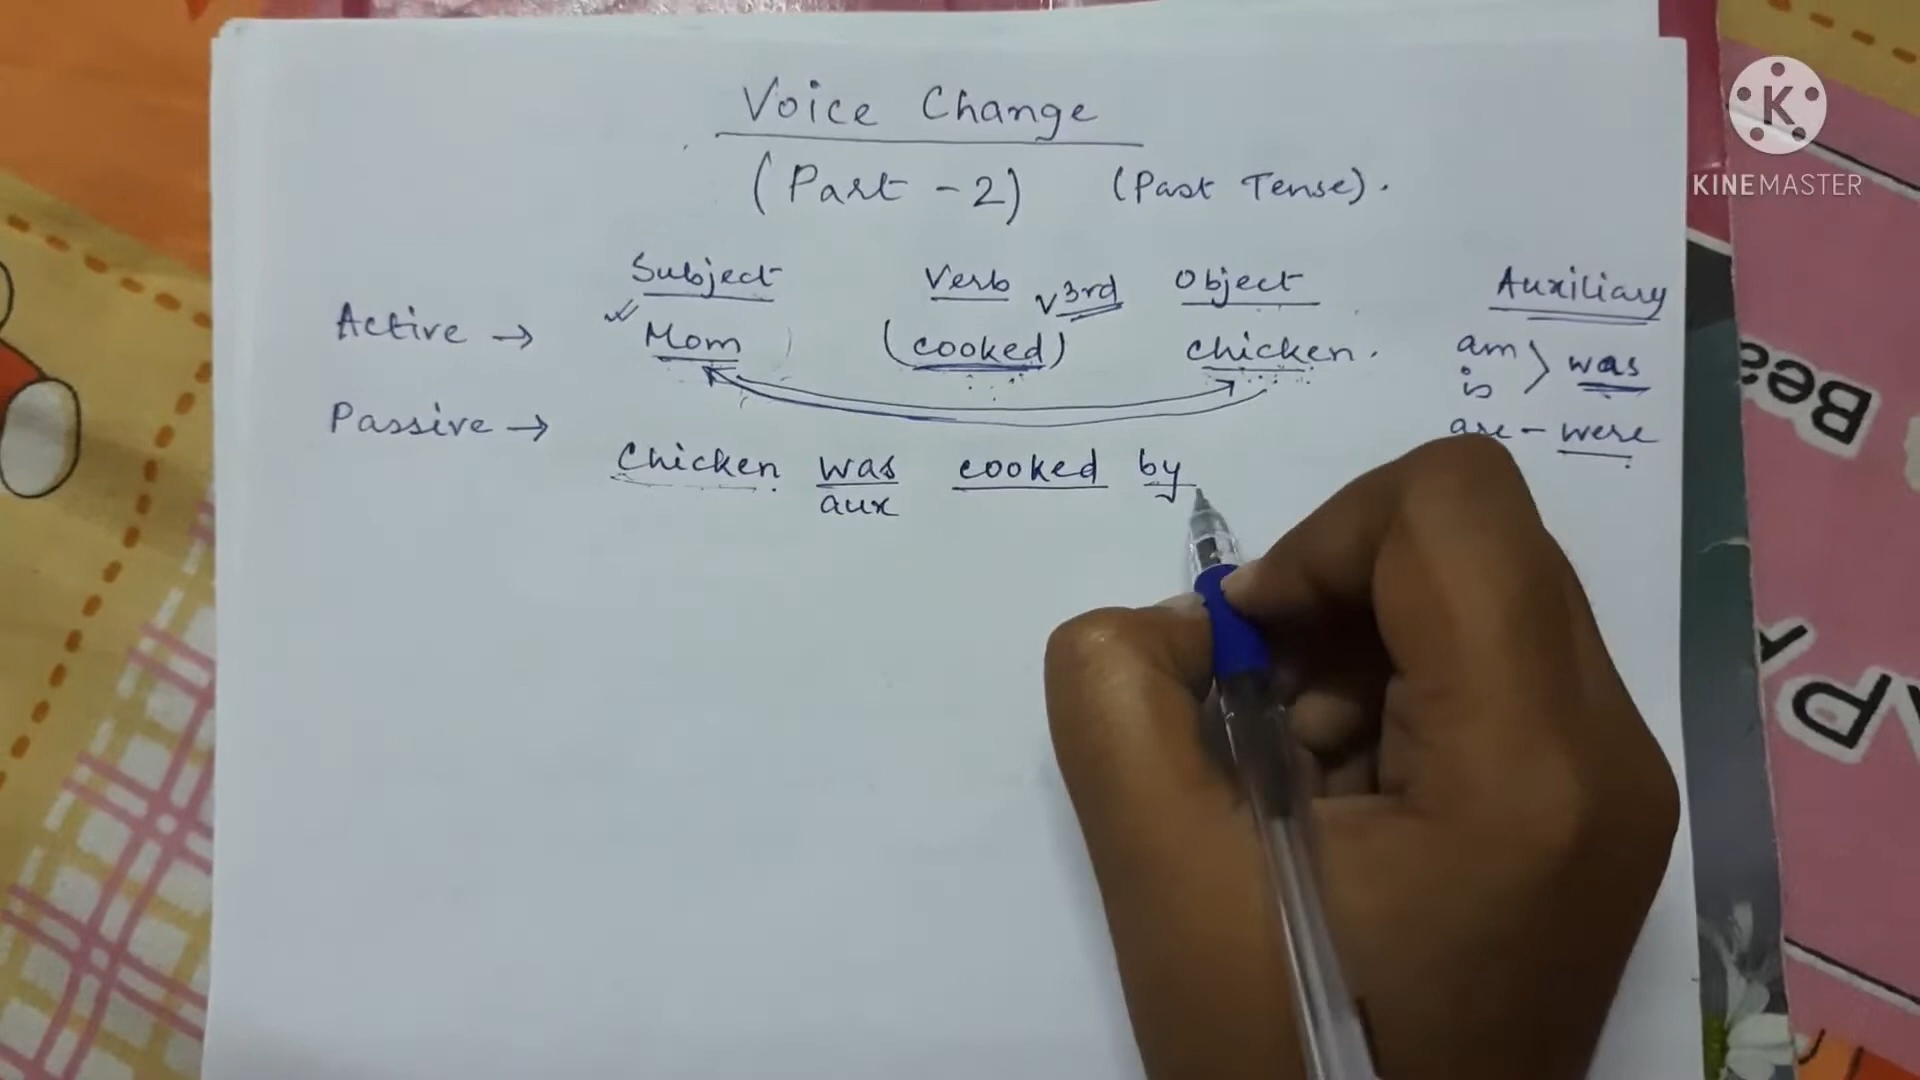 Voice Change
(Part - 2) (Past Tense).
Subject Verb v3rd Object Auxiliary
Active → Mom (cooked) chicken. am is > was
are - were
Passive → Chicken was cooked by
aux
KINEMASTER
K
Bea